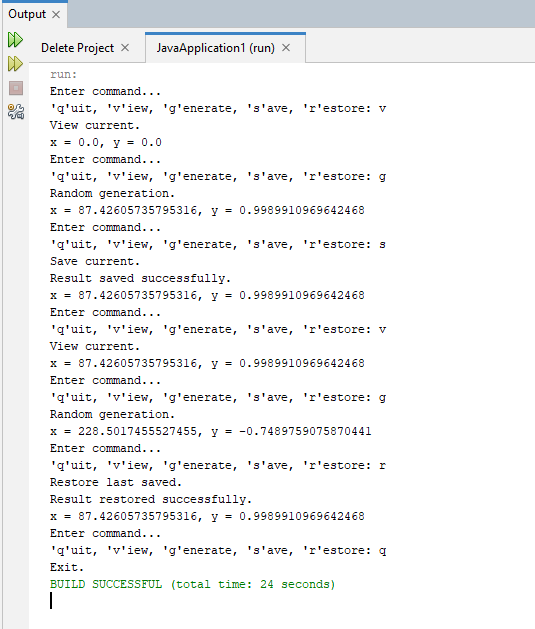 Output
Delete Project JavaApplication1 (run)
run:
Enter command...
'q'uit, 'v'iew, 'g'enerate, 's'ave, 'r'estore: v
View current.
x = 0.0, y = 0.0
Enter command...
'q'uit, 'v'iew, 'g'enerate, 's'ave, 'r'estore: g
Random generation.
x = 87.42605735795316, y = 0.9989910969642468
Enter command...
'q'uit, 'v'iew, 'g'enerate, 's'ave, 'r'estore: s
Save current.
Result saved successfully.
x = 87.42605735795316, y = 0.9989910969642468
Enter command...
'q'uit, 'v'iew, 'g'enerate, 's'ave, 'r'estore: v
View current.
x = 87.42605735795316, y = 0.9989910969642468
Enter command...
'q'uit, 'v'iew, 'g'enerate, 's'ave, 'r'estore: g
Random generation.
x = 228.5017455527455, y = -0.7489759075870441
Enter command...
'q'uit, 'v'iew, 'g'enerate, 's'ave, 'r'estore: r
Restore last saved.
Result restored successfully.
x = 87.42605735795316, y = 0.9989910969642468
Enter command...
'q'uit, 'v'iew, 'g'enerate, 's'ave, 'r'estore: q
Exit.
BUILD SUCCESSFUL (total time: 24 seconds)